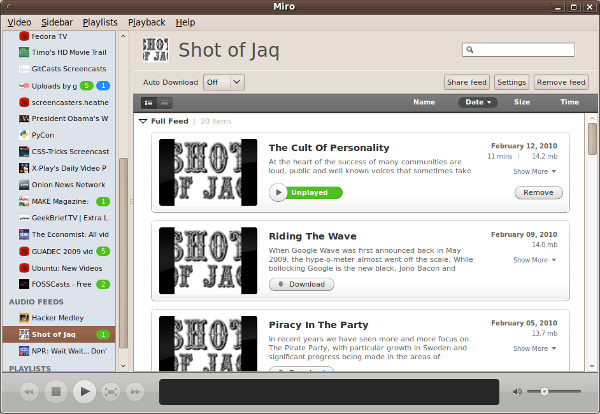 Miro
Video Sidebar Playlists Playback Help
Fedora TV
Timo's HD Movie Trail
GitCasts Screencasts
Uploads by g 5 1
screencasters.heathe
President Obama's W
PyCon
CSS-Tricks Screencast
X-Play's Daily Video P
Onion News Network
MAKE Magazine: 1
GeekBrief.TV | Extra L
The Economist: All vid
GUADEC 2009 vid 5
Ubuntu: New Videos
FOSSCasts - Free 2
AUDIO FEEDS
Hacker Medley
Shot of Jaq 1
NPR: Wait Wait... Don'
PLAYLISTS
SHOT
OF JAQ
Shot of Jaq
Auto Download Off Share feed Settings Remove feed
Name Date Size Time
Full Feed | 20 Items
SHOT
OF JAQ
The Cult Of Personality February 12, 2010
11 mins | 14.2 mb
At the heart of the success of many communities are
loud, public and well known voices that sometimes take Show More
Unplayed Remove
SHOT
OF JAQ
Riding The Wave February 09, 2010
14.0 mb
When Google Wave was first announced back in May
2009, the hype-o-meter almost went off the scale. While
bollocking Google is the new black, Jono Bacon and Show More
Download
SHOT
OF JAQ
Piracy In The Party February 05, 2010
13.7 mb
In recent years we have seen more and more focus on
The Pirate Party, with particular growth in Sweden and
significant progress being made in the areas of Show More
Download